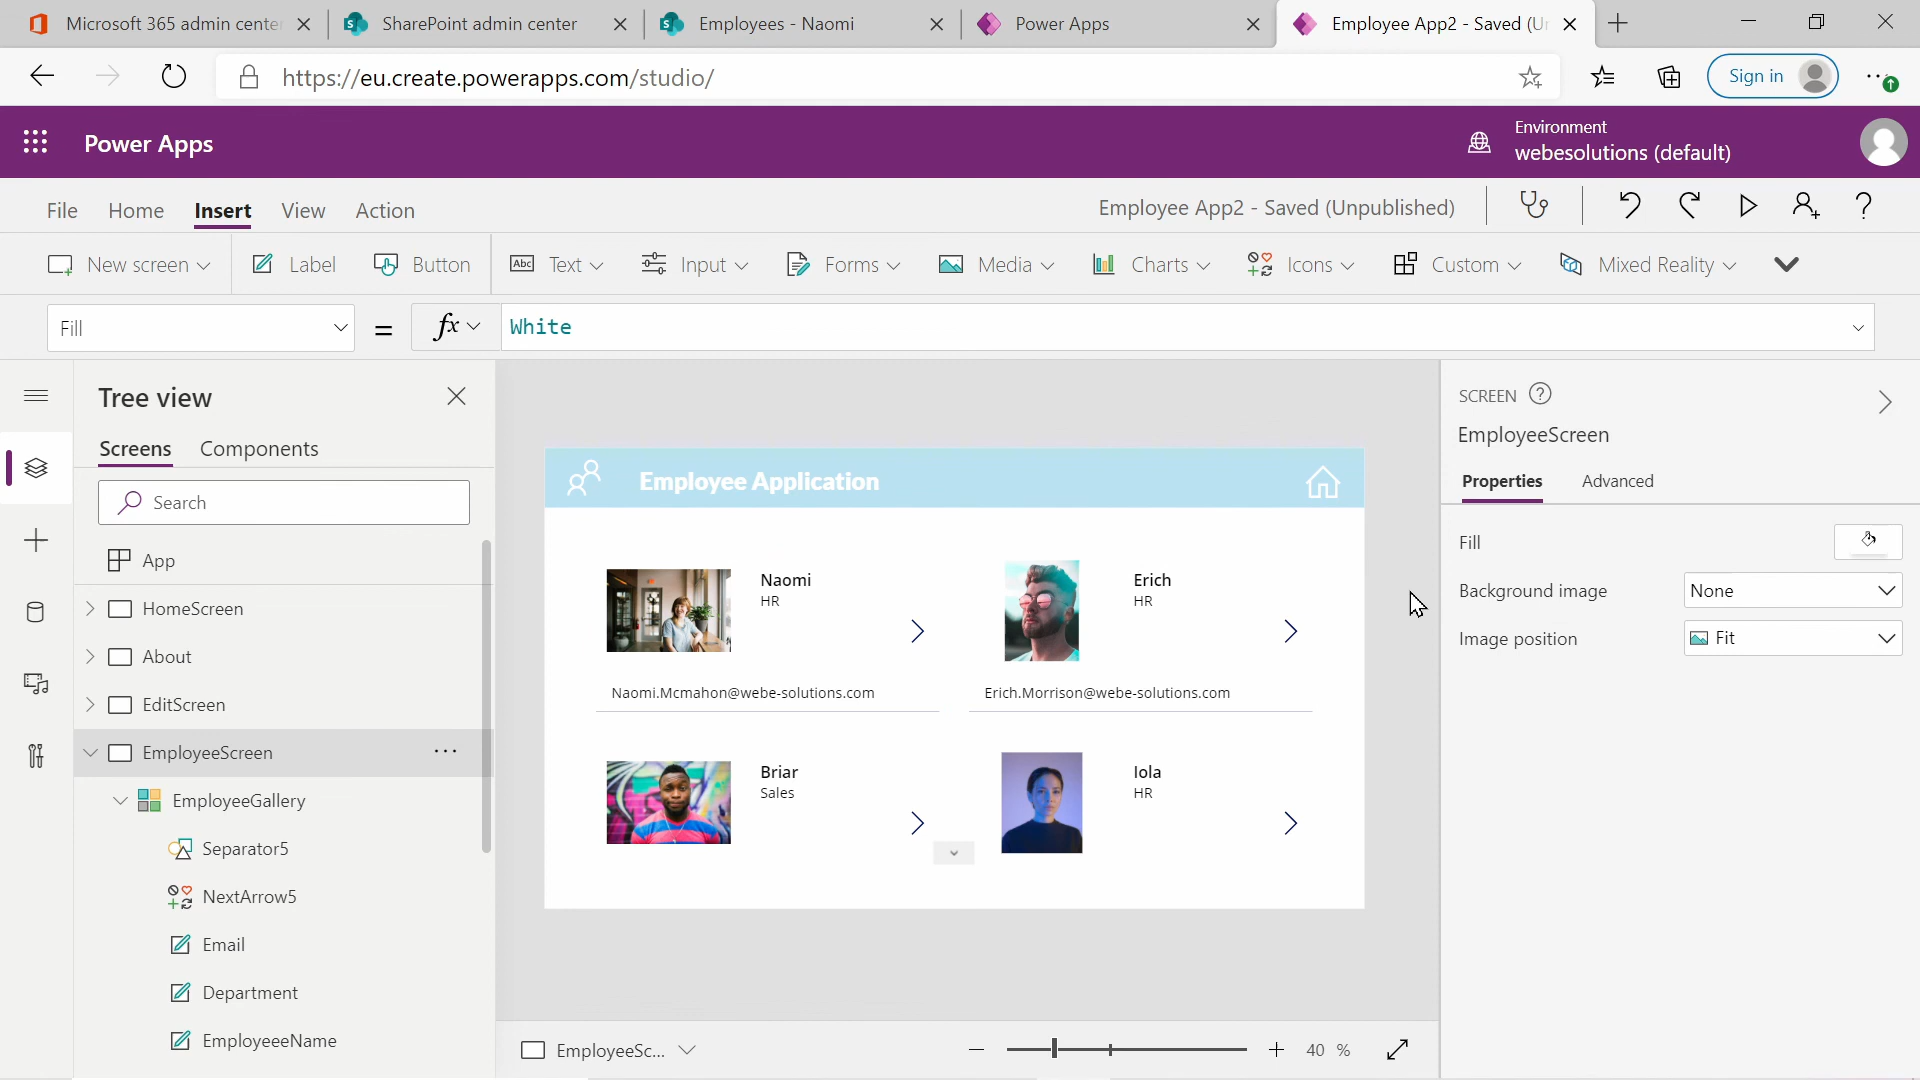 Microsoft 365 admin center
SharePoint admin center
Employees - Naomi
Power Apps
Employee App2 - Saved (Un
https://eu.create.powerapps.com/studio/
Sign in
Power Apps
Environment
webesolutions (default)
File
Home
Insert
View
Action
Employee App2 - Saved (Unpublished)
New screen
Label
Button
Abc
Text
Input
Forms
Media
Charts
Icons
Custom
Mixed Reality
Fill
=
fx
White
Tree view
Screens
Components
Search
App
HomeScreen
About
EditScreen
EmployeeScreen
EmployeeGallery
Separator5
NextArrow5
Email
Department
EmployeeeName
Employee Application
Naomi
HR
Naomi.Mcmahon@webe-solutions.com
Erich
HR
Erich.Morrison@webe-solutions.com
Briar
Sales
Iola
HR
EmployeeSc...
40 %
SCREEN
EmployeeScreen
Properties
Advanced
Fill
Background image
None
Image position
Fit